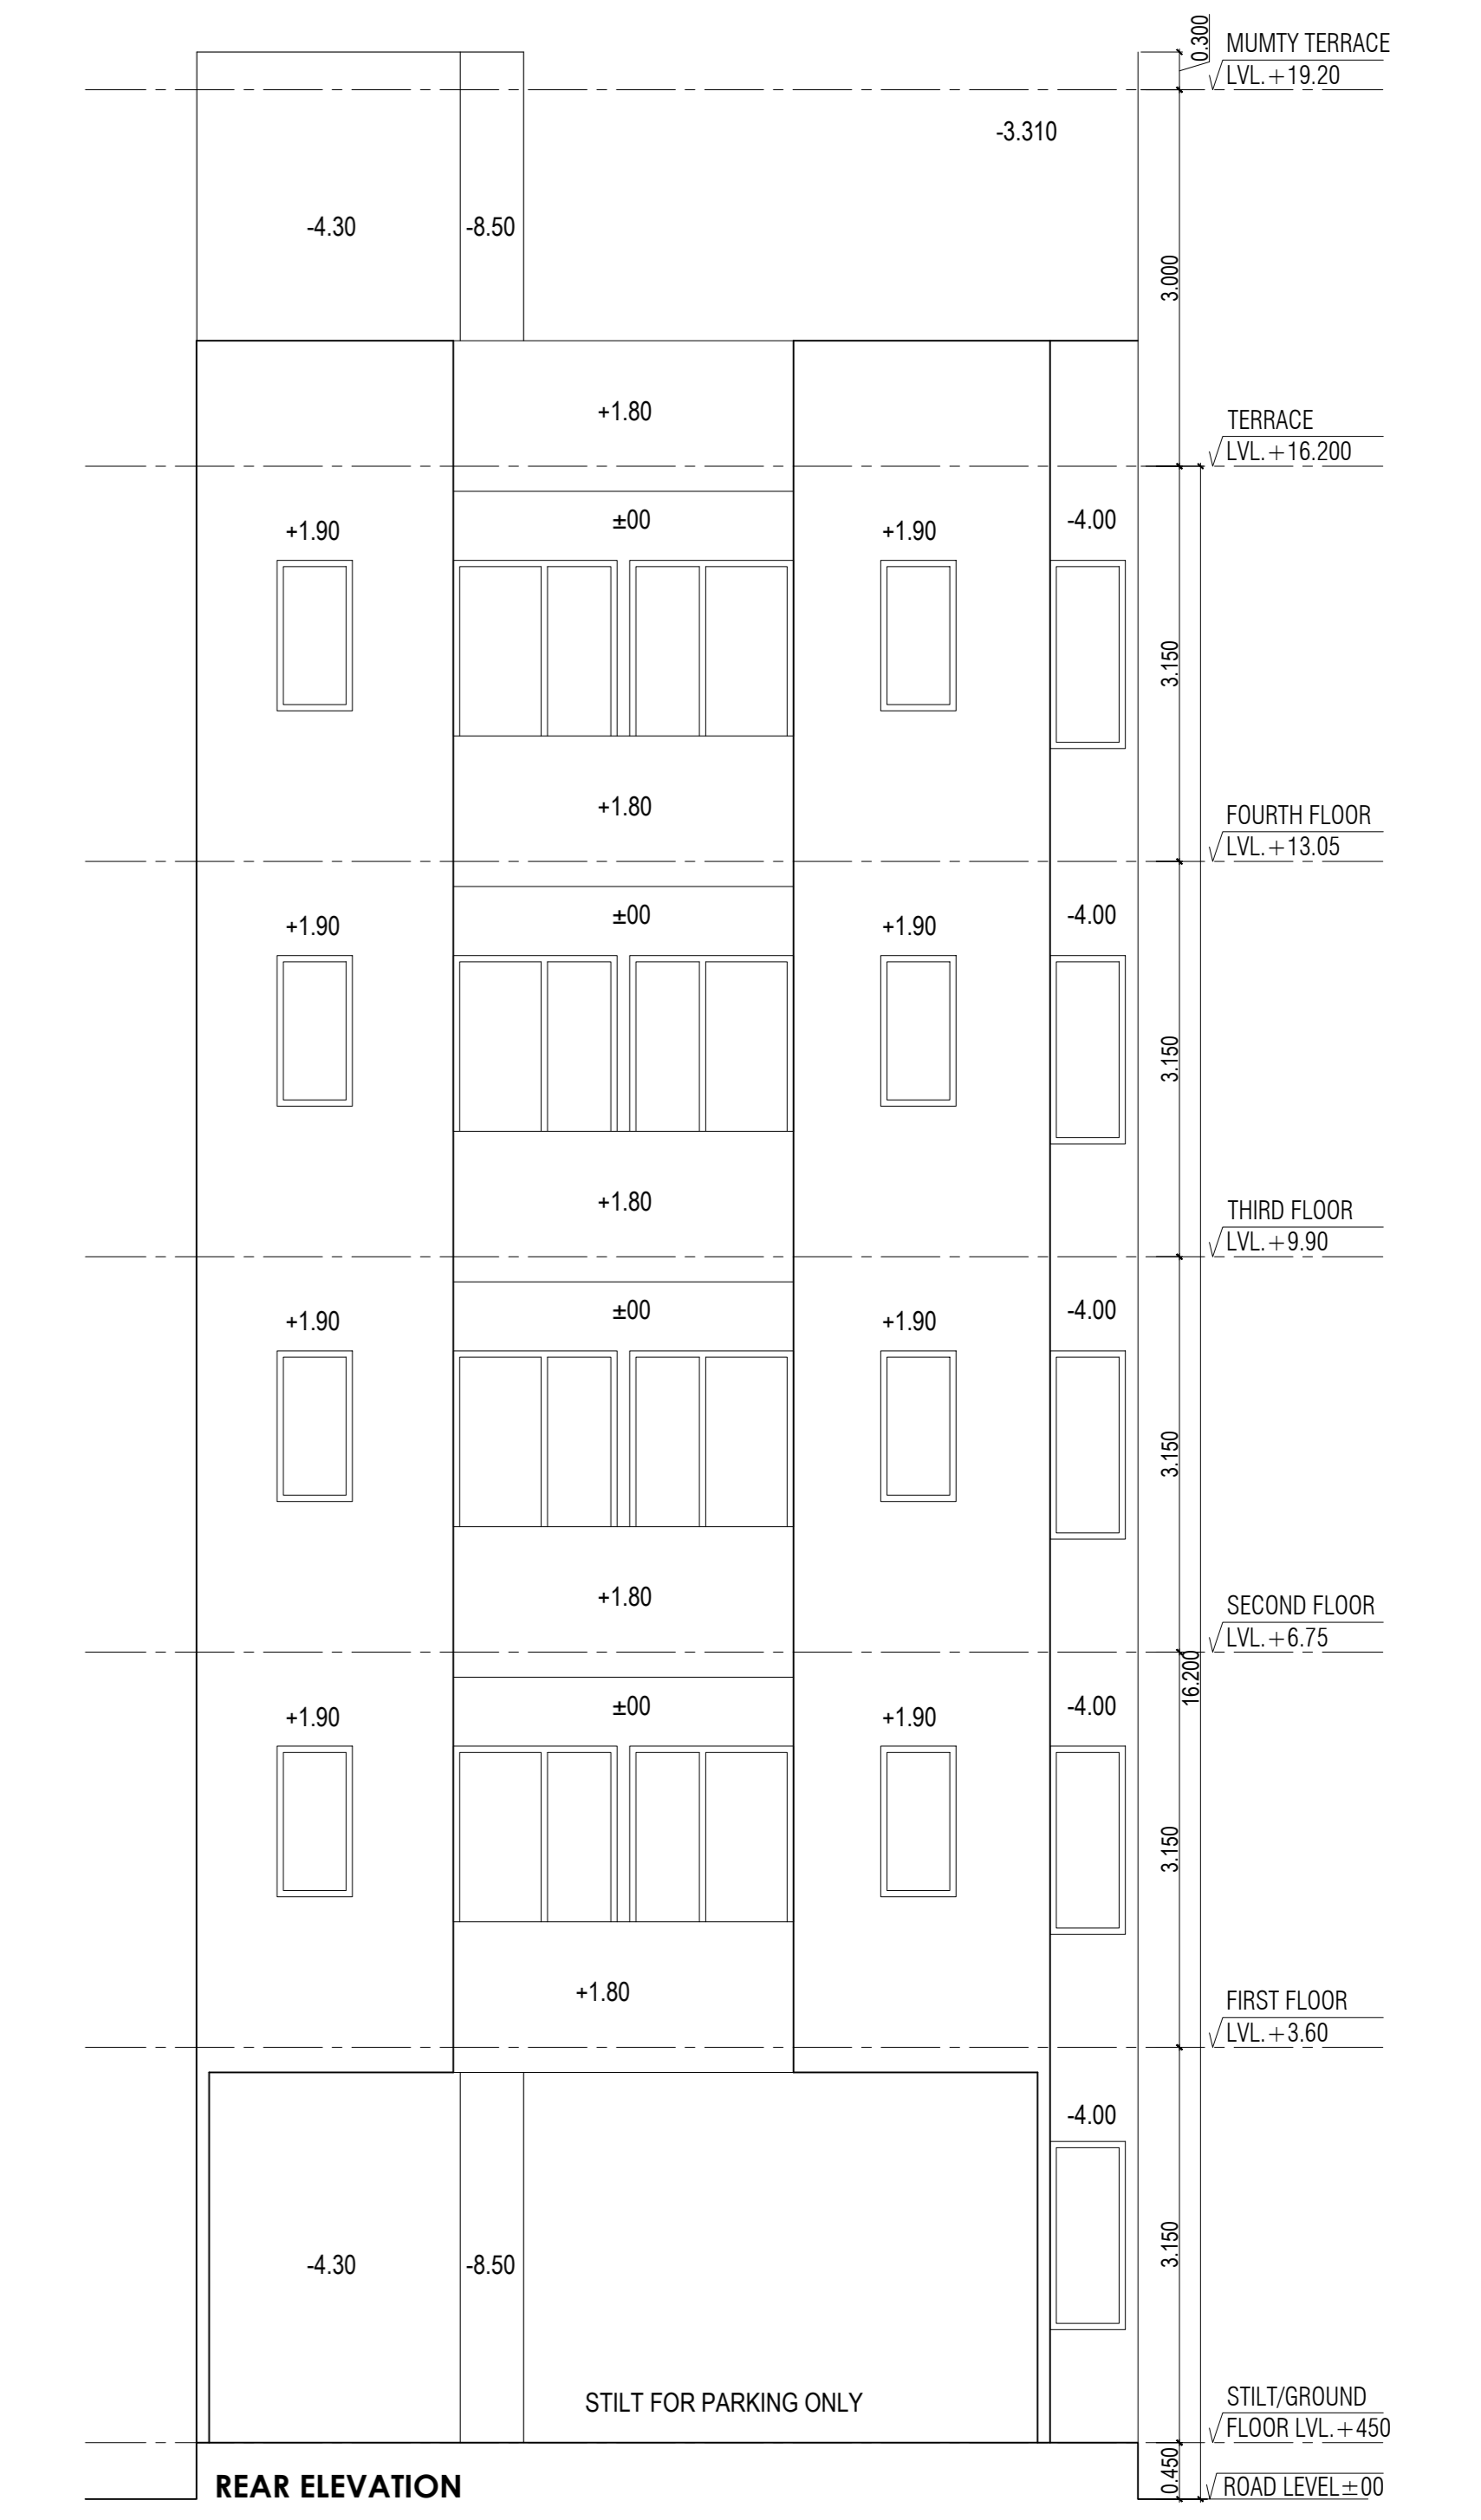 0.300
MUMTY TERRACE
LVL.+19.20
-3.310
-4.30
-8.50
3.000
+1.80
TERRACE
LVL.+16.200
+1.90
±00
+1.90
-4.00
3.150
+1.80
FOURTH FLOOR
LVL.+13.05
+1.90
±00
+1.90
-4.00
3.150
+1.80
THIRD FLOOR
LVL.+9.90
+1.90
±00
+1.90
-4.00
3.150
+1.80
SECOND FLOOR
LVL.+6.75
16.200
+1.90
±00
+1.90
-4.00
3.150
+1.80
FIRST FLOOR
LVL.+3.60
-4.00
-4.30
-8.50
3.150
STILT FOR PARKING ONLY
STILT/GROUND
FLOOR LVL.+450
0.450
REAR ELEVATION
ROAD LEVEL±00